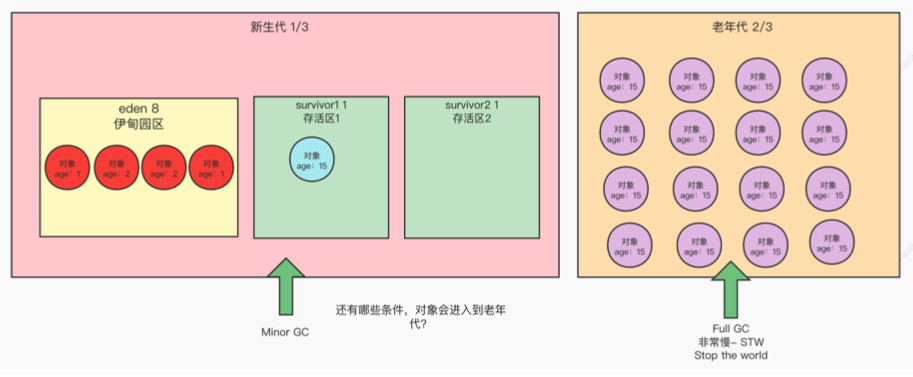 新生代 1/3
老年代 2/3
eden 8
伊甸园区
对象
age：1
对象
age：2
对象
age：2
对象
age：1
survivor1 1
存活区1
对象
age：15
survivor2 1
存活区2
对象
age：15
对象
age：15
对象
age：15
对象
age：15
对象
age：15
对象
age：15
对象
age：15
对象
age：15
对象
age：15
对象
age：15
对象
age：15
对象
age：15
对象
age：15
对象
age：15
对象
age：15
对象
age：15
Minor GC
还有哪些条件，对象会进入到老年
代？
Full GC
非常慢- STW
Stop the world